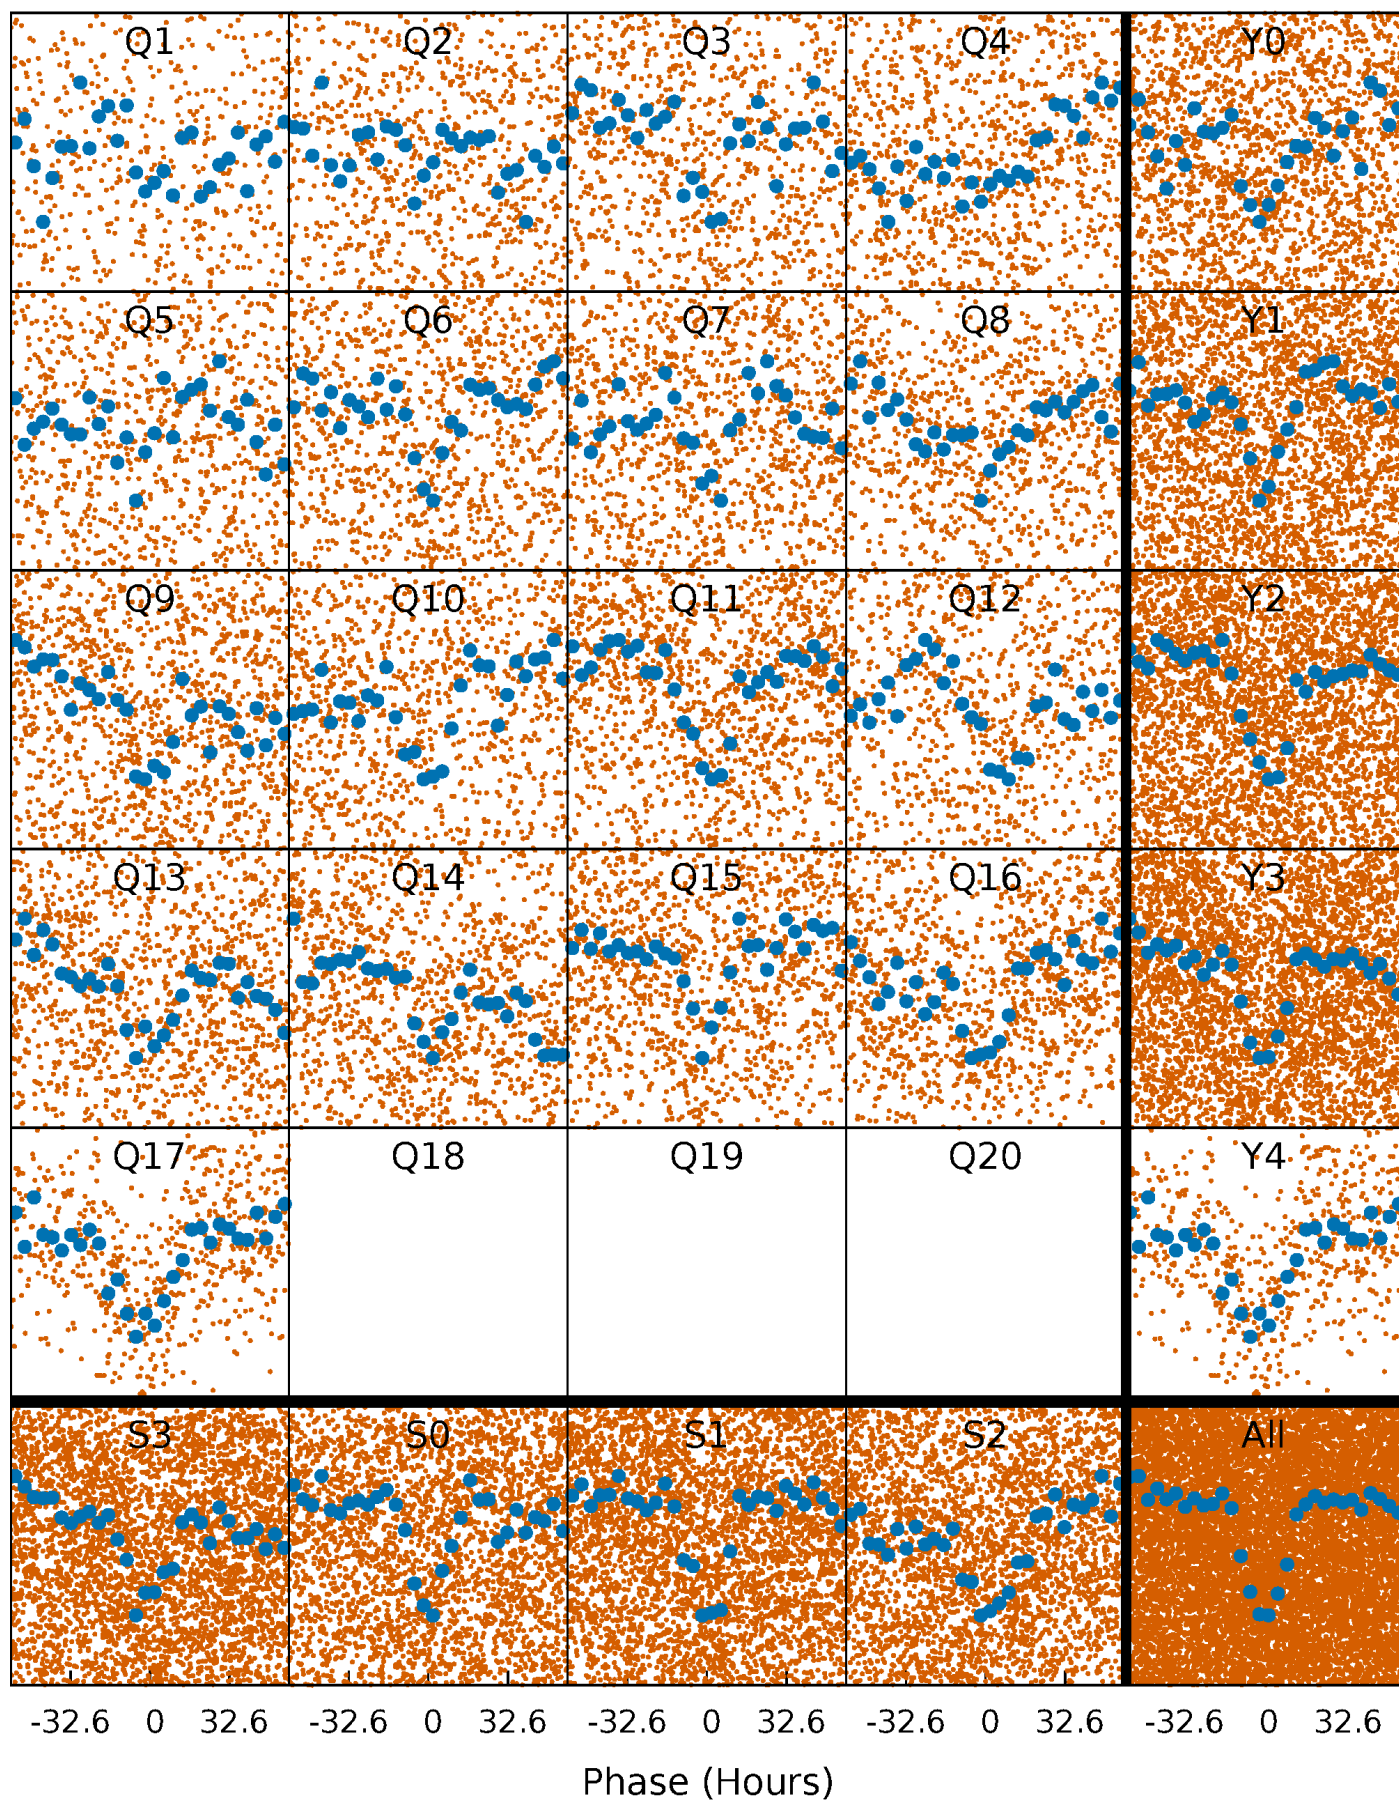 Q1 Q2 Q3 Q4 Y0
Q5 Q6 Q7 Q8 Y1
Q9 Q10 Q11 Q12 Y2
Q13 Q14 Q15 Q16 Y3
Q17 Q18 Q19 Q20 Y4
S3 S0 S1 S2 All
-32.6 0 32.6 -32.6 0 32.6 -32.6 0 32.6 -32.6 0 32.6 -32.6 0 32.6
Phase (Hours)